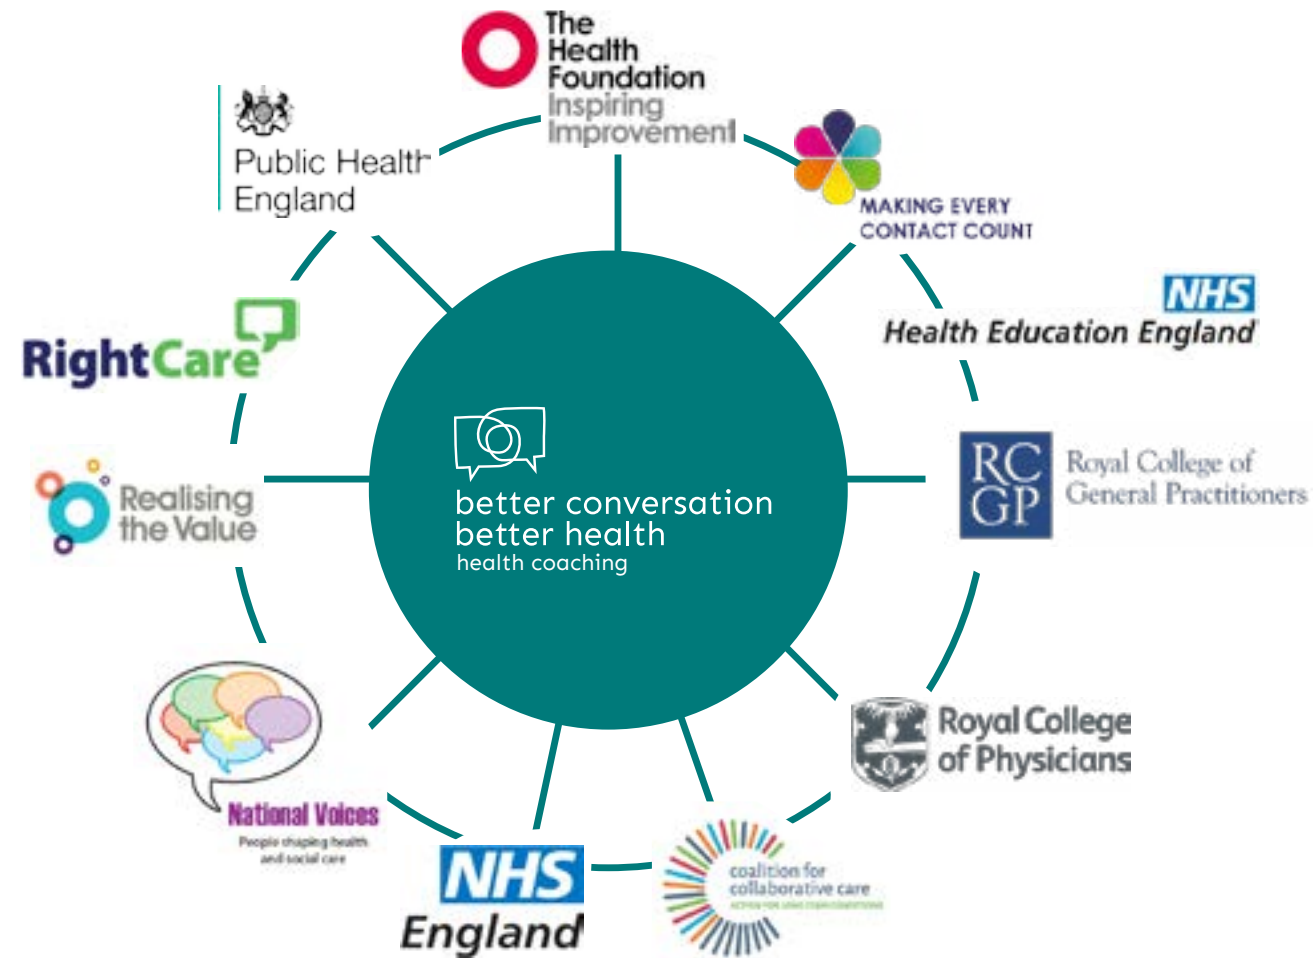 The
Health
Foundation
Inspiring
Improvement
Public Health
England
MAKING EVERY
CONTACT COUNT
NHS
Health Education England
RightCare
RC
GP
Royal College of
General Practitioners
Realising
the Value
better conversation
better health
health coaching
Royal College
of Physicians
National Voices
People shaping health
and social care
NHS
England
coalition for
collaborative care